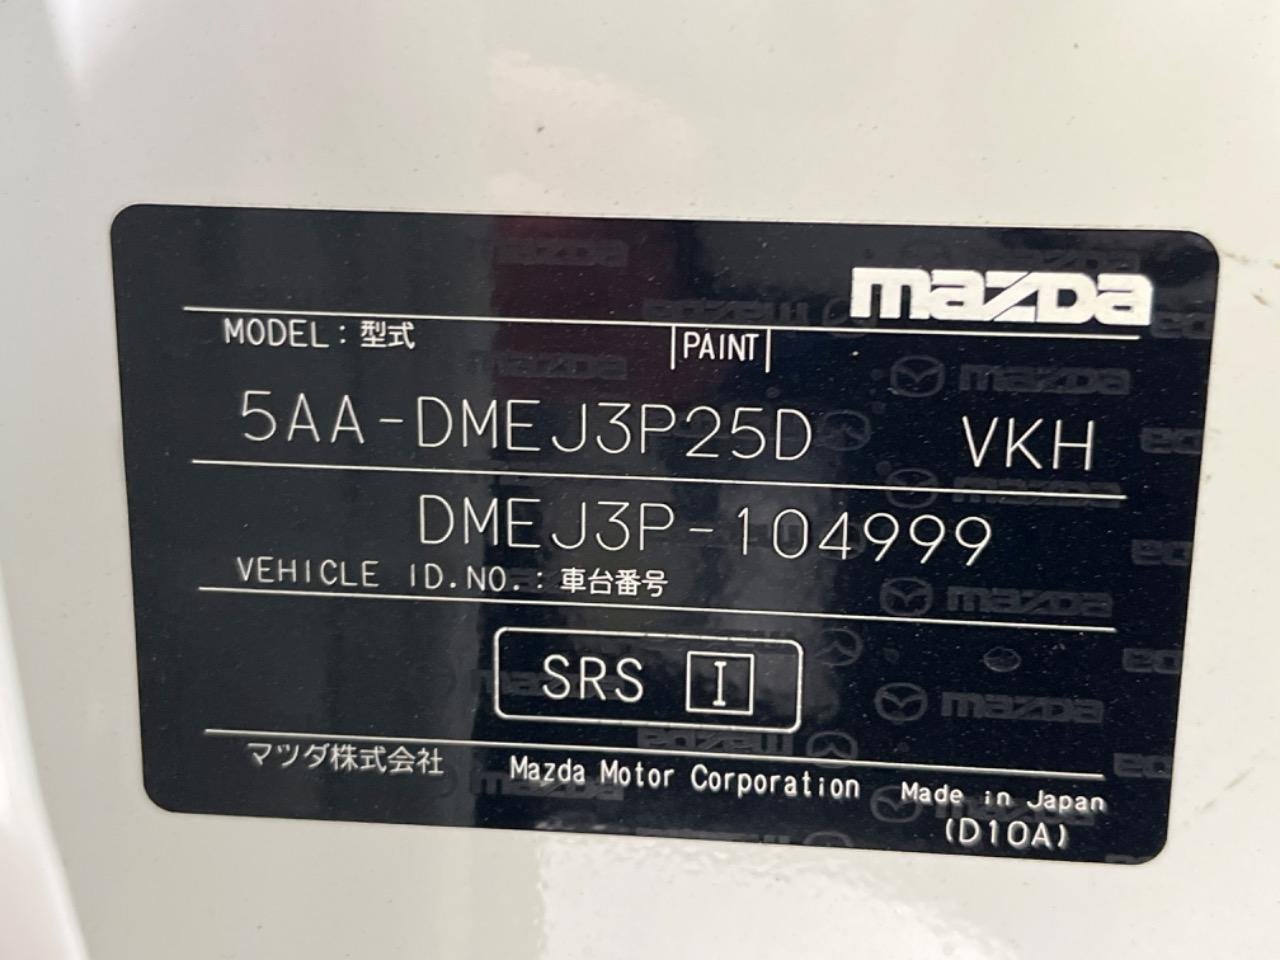 mazda
MODEL : 型式 |PAINT|
5AA-DMEJ3P25D VKH
DMEJ3P-104999
VEHICLE ID.NO. : 車台番号
SRS I
マツダ株式会社 Mazda Motor Corporation Made in Japan
(D10A)